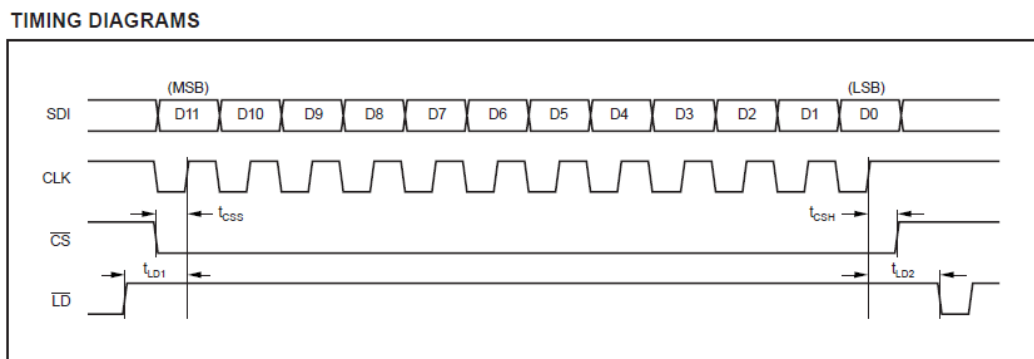 TIMING DIAGRAMS
(MSB) (LSB)
SDI D11 D10 D9 D8 D7 D6 D5 D4 D3 D2 D1 D0
CLK
tCSS tCSH
CS
tLD1 tLD2
LD